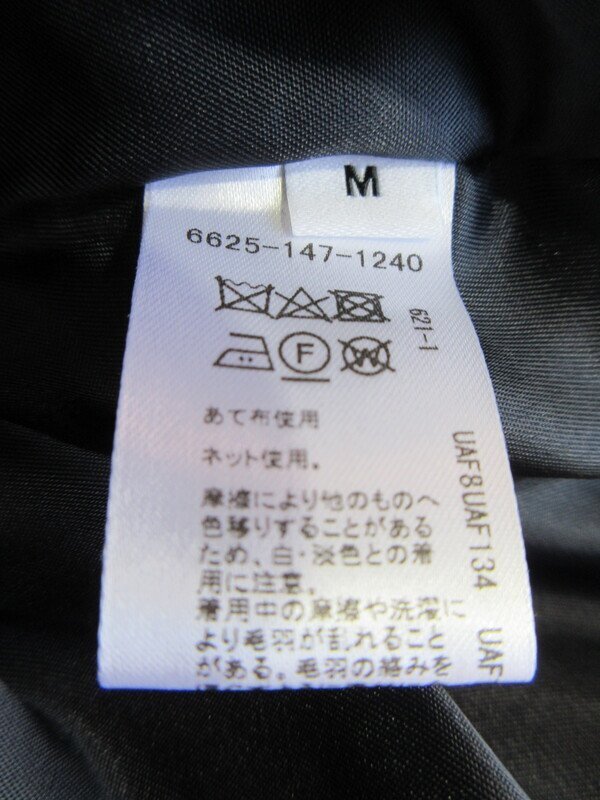 M
6625-147-1240
621-1
F
W
あて布使用
ネット使用。
摩擦により他のものへ
色移りすることがある
ため、白・淡色との着
用に注意。
着用中の摩擦や洗濯に
より毛羽が乱れること
がある。毛羽の絡みを
UAF8UAF134 UAF